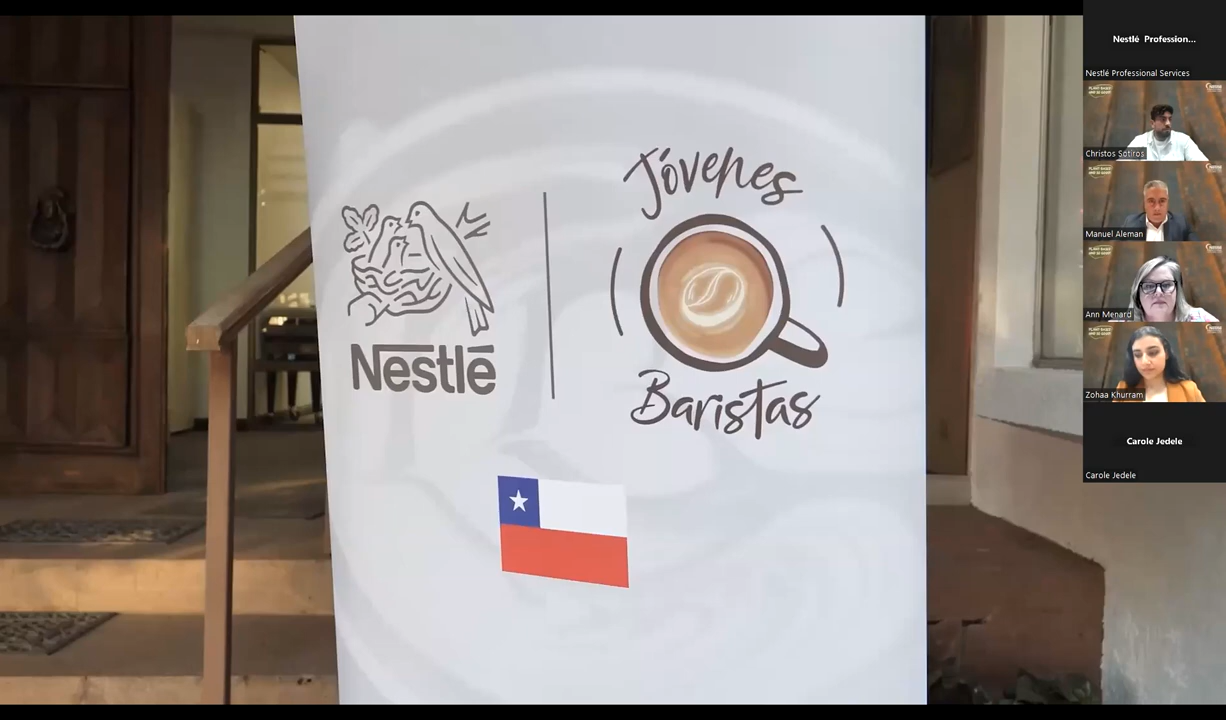 Nestlé
Jóvenes
Baristas
Nestlé Profession...
Nestlé Professional Services
Christos Sotiros
Manuel Aleman
Ann Menard
Zohaa Khurram
Carole Jedele
Carole Jedele